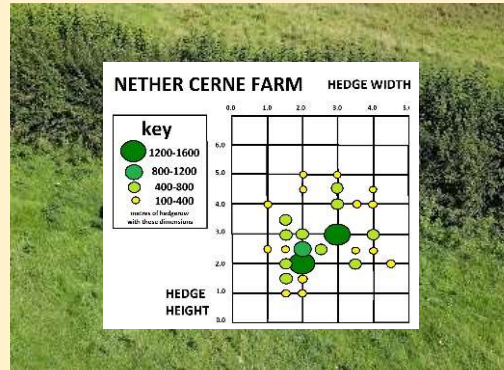 NETHER CERNE FARM HEDGE WIDTH
0.0 1.0 2.0 3.0 4.0 5.0
key
1200-1600
800-1200
400-800
100-400
metres of hedgerow
with these dimensions
6.0
5.0
4.0
3.0
2.0
1.0
0.0
HEDGE
HEIGHT